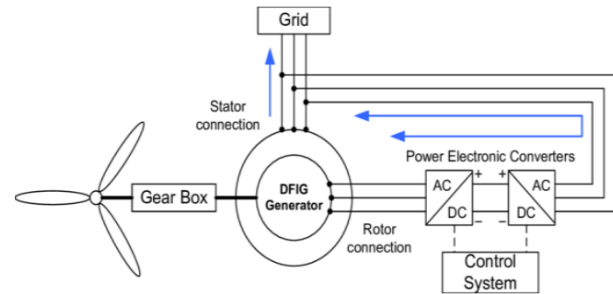 Grid
Stator
connection
Power Electronic Converters
Gear Box
DFIG
Generator
AC
DC
+ +
– –
AC
DC
Rotor
connection
Control
System